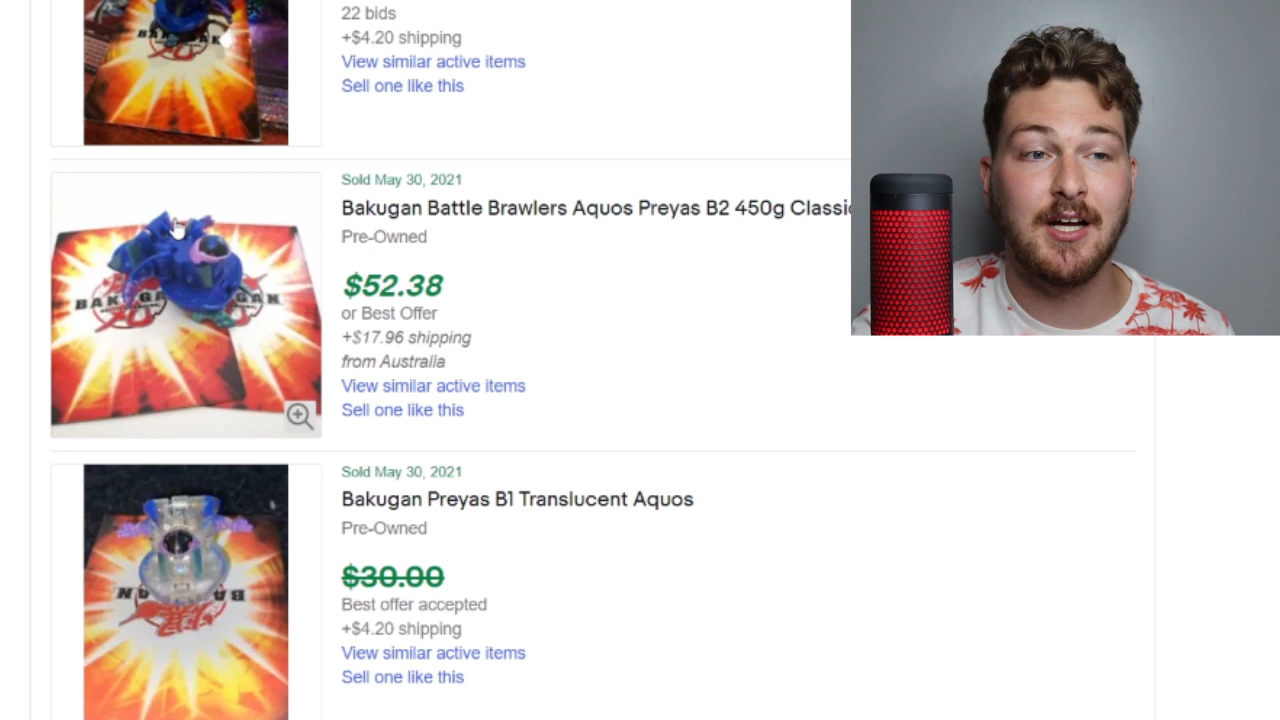 22 bids
+$4.20 shipping
View similar active items
Sell one like this
Sold May 30, 2021
Bakugan Battle Brawlers Aquos Preyas B2 450g Classic
Pre-Owned
$52.38
or Best Offer
+$17.96 shipping
from Australia
View similar active items
Sell one like this
Sold May 30, 2021
Bakugan Preyas B1 Translucent Aquos
Pre-Owned
$30.00
Best offer accepted
+$4.20 shipping
View similar active items
Sell one like this